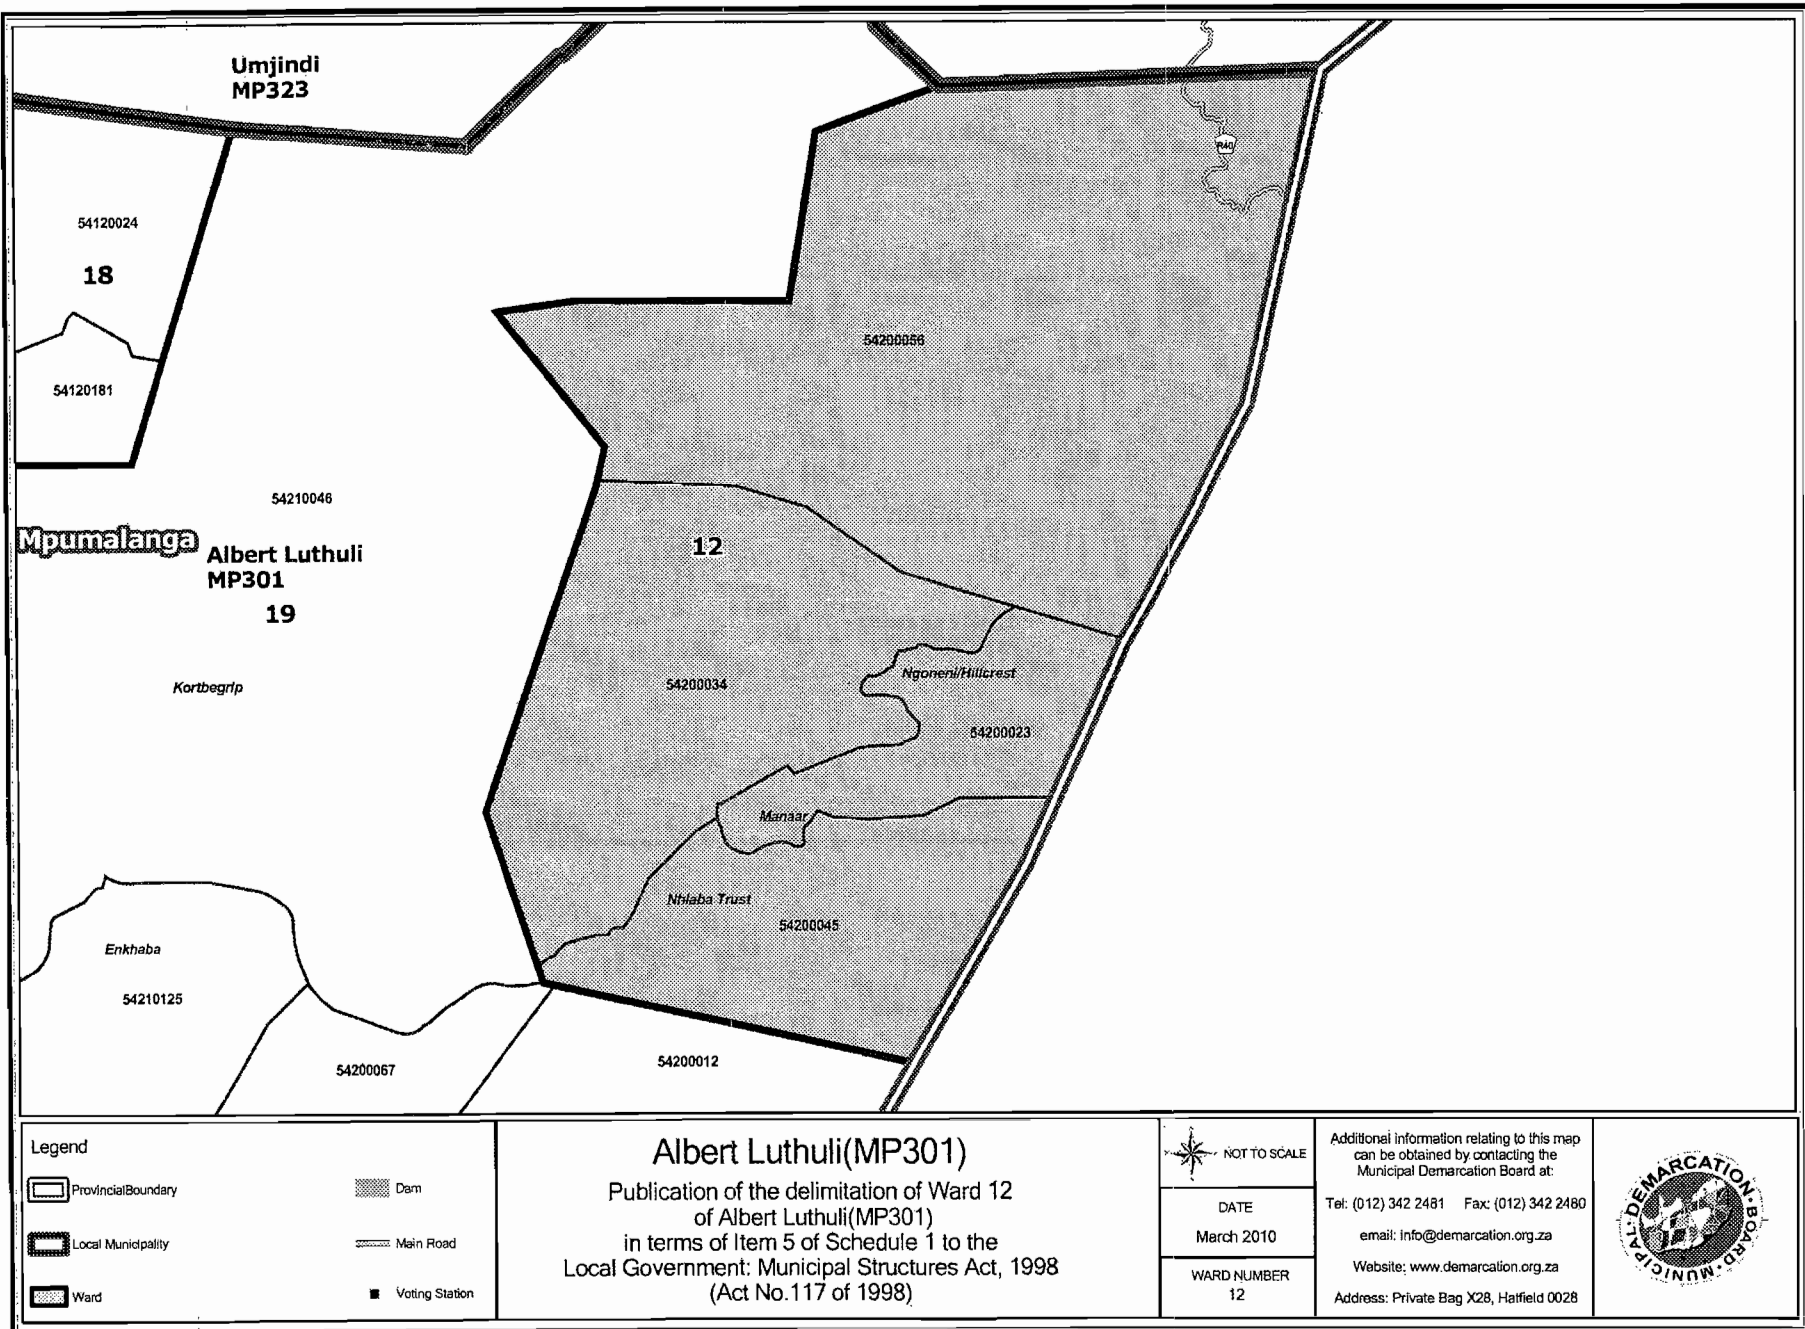 Umjindi
MP323
R40
54120024
18
54200056
54120181
54210046
Mpumalanga
Albert Luthuli
MP301
12
19
Ngoneni/Hillcrest
54200034
Kortbegrip
54200023
Manaar
Nhlaba Trust
54200045
Enkhaba
54210125
54200012
54200067
Legend
ProvincialBoundary
Local Municipality
Ward
Dam
Main Road
Voting Station
Albert Luthuli(MP301)
Publication of the delimitation of Ward 12
of Albert Luthuli(MP301)
in terms of Item 5 of Schedule 1 to the
Local Government: Municipal Structures Act, 1998
(Act No.117 of 1998)
NOT TO SCALE
DATE
March 2010
WARD NUMBER
12
Additional information relating to this map
can be obtained by contacting the
Municipal Demarcation Board at:
Tel: (012) 342 2481 Fax: (012) 342 2480
email: info@demarcation.org.za
Website: www.demarcation.org.za
Address: Private Bag X28, Hatfield 0028
MUNICIPAL · DEMARCATION · BOARD ·